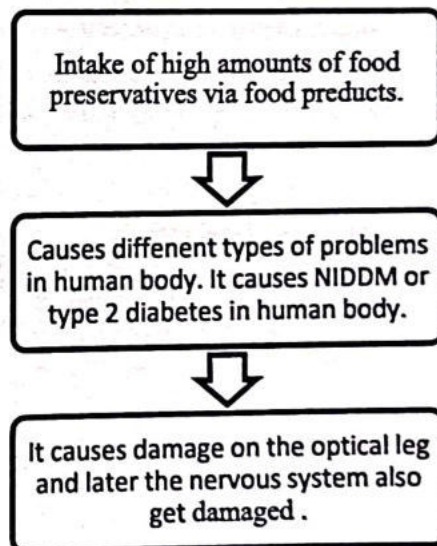 Intake of high amounts of food
preservatives via food preducts.
Causes diffenent types of problems
in human body. It causes NIDDM or
type 2 diabetes in human body.
It causes damage on the optical leg
and later the nervous system also
get damaged .